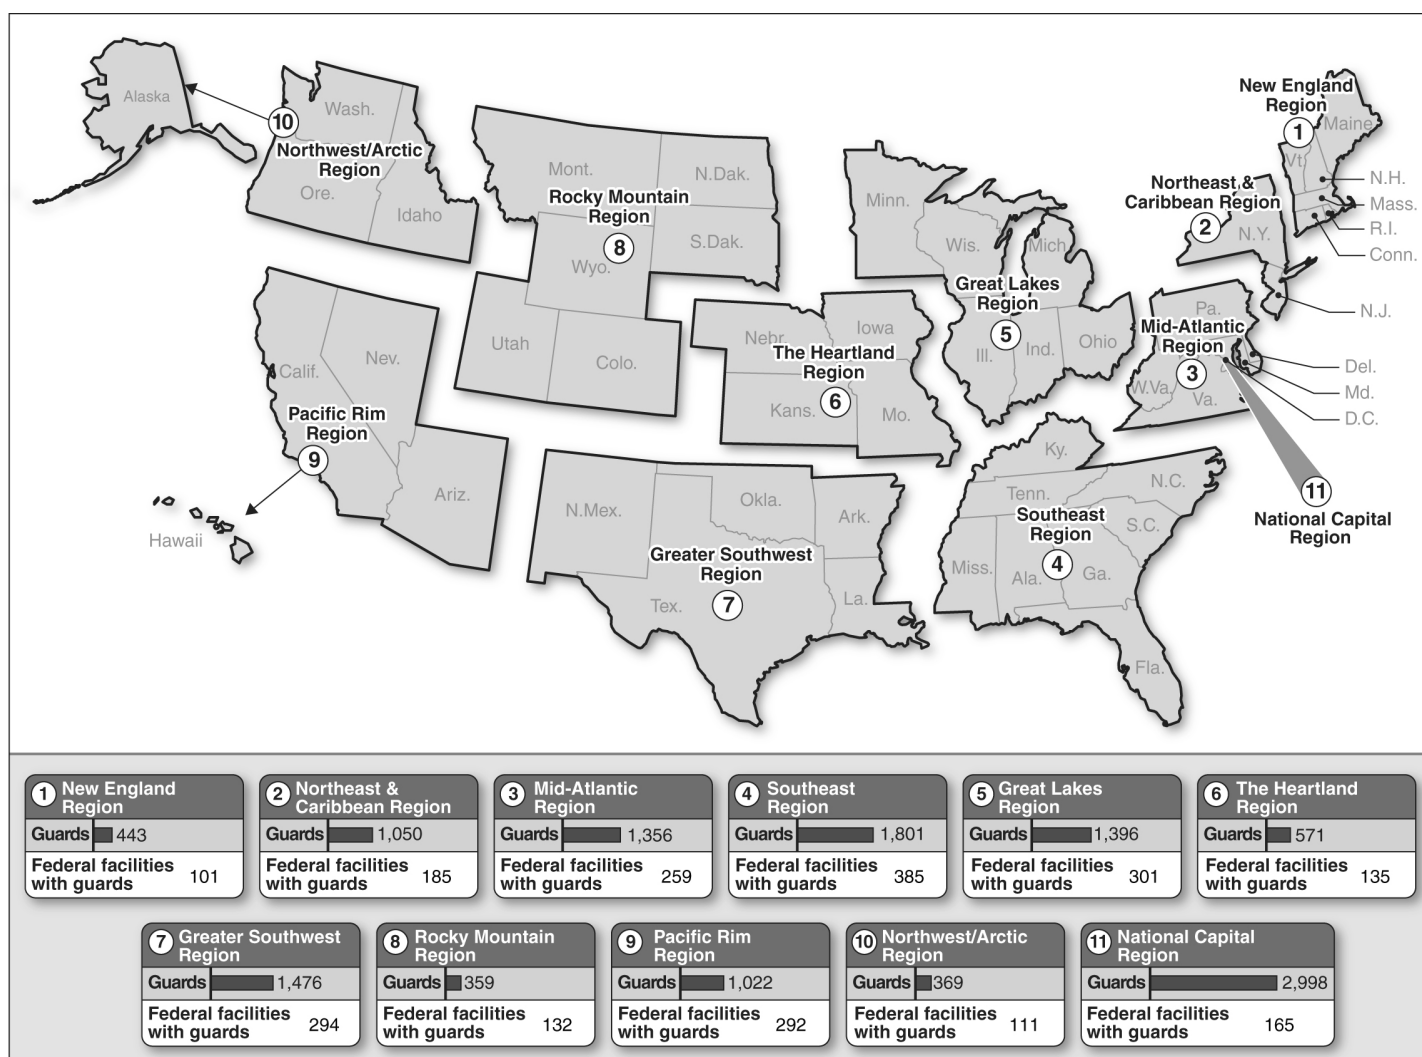 Alaska
Wash.
10
Northwest/Arctic
Region
Ore.
Idaho
Mont.
N.Dak.
Rocky Mountain
Region
8
S.Dak.
Wyo.
Utah
Colo.
Minn.
Wis.
Mich.
Great Lakes
Region
5
Ill.
Ind.
Ohio
New England
Region
1
Maine
Vt.
N.H.
Mass.
R.I.
Conn.
Northeast &
Caribbean Region
2
N.Y.
N.J.
Pa.
Mid-Atlantic
Region
3
W.Va.
Va.
Del.
Md.
D.C.
11
National Capital
Region
Nebr.
Iowa
The Heartland
Region
6
Kans.
Mo.
Calif.
Nev.
Pacific Rim
Region
9
Ariz.
Hawaii
N.Mex.
Okla.
Ark.
Greater Southwest
Region
7
Tex.
La.
Ky.
Tenn.
N.C.
Southeast
Region
4
S.C.
Miss.
Ala.
Ga.
Fla.
1 New England
Region
Guards 443
Federal facilities
with guards 101
2 Northeast &
Caribbean Region
Guards 1,050
Federal facilities
with guards 185
3 Mid-Atlantic
Region
Guards 1,356
Federal facilities
with guards 259
4 Southeast
Region
Guards 1,801
Federal facilities
with guards 385
5 Great Lakes
Region
Guards 1,396
Federal facilities
with guards 301
6 The Heartland
Region
Guards 571
Federal facilities
with guards 135
7 Greater Southwest
Region
Guards 1,476
Federal facilities
with guards 294
8 Rocky Mountain
Region
Guards 359
Federal facilities
with guards 132
9 Pacific Rim
Region
Guards 1,022
Federal facilities
with guards 292
10 Northwest/Arctic
Region
Guards 369
Federal facilities
with guards 111
11 National Capital
Region
Guards 2,998
Federal facilities
with guards 165